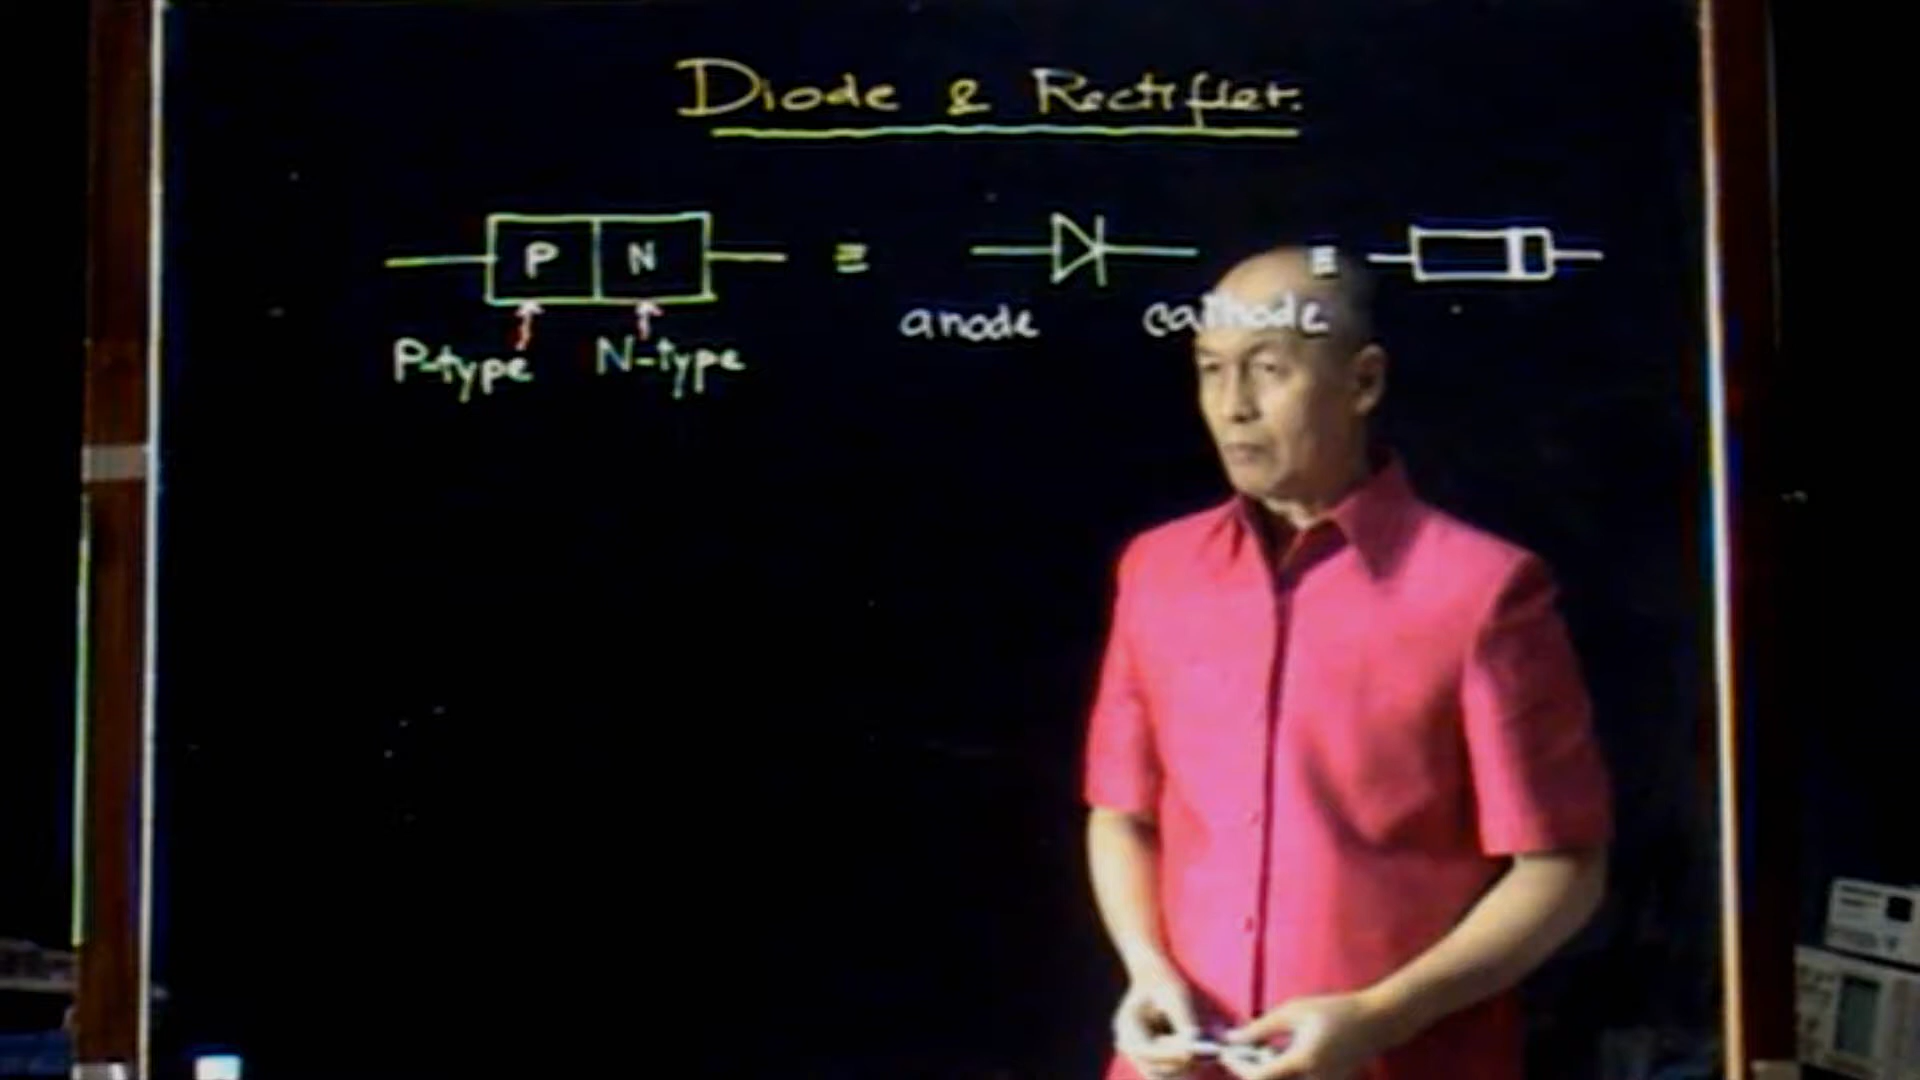 Diode & Rectifier.
P N ≡ ≡
anode cathode
P-type N-type